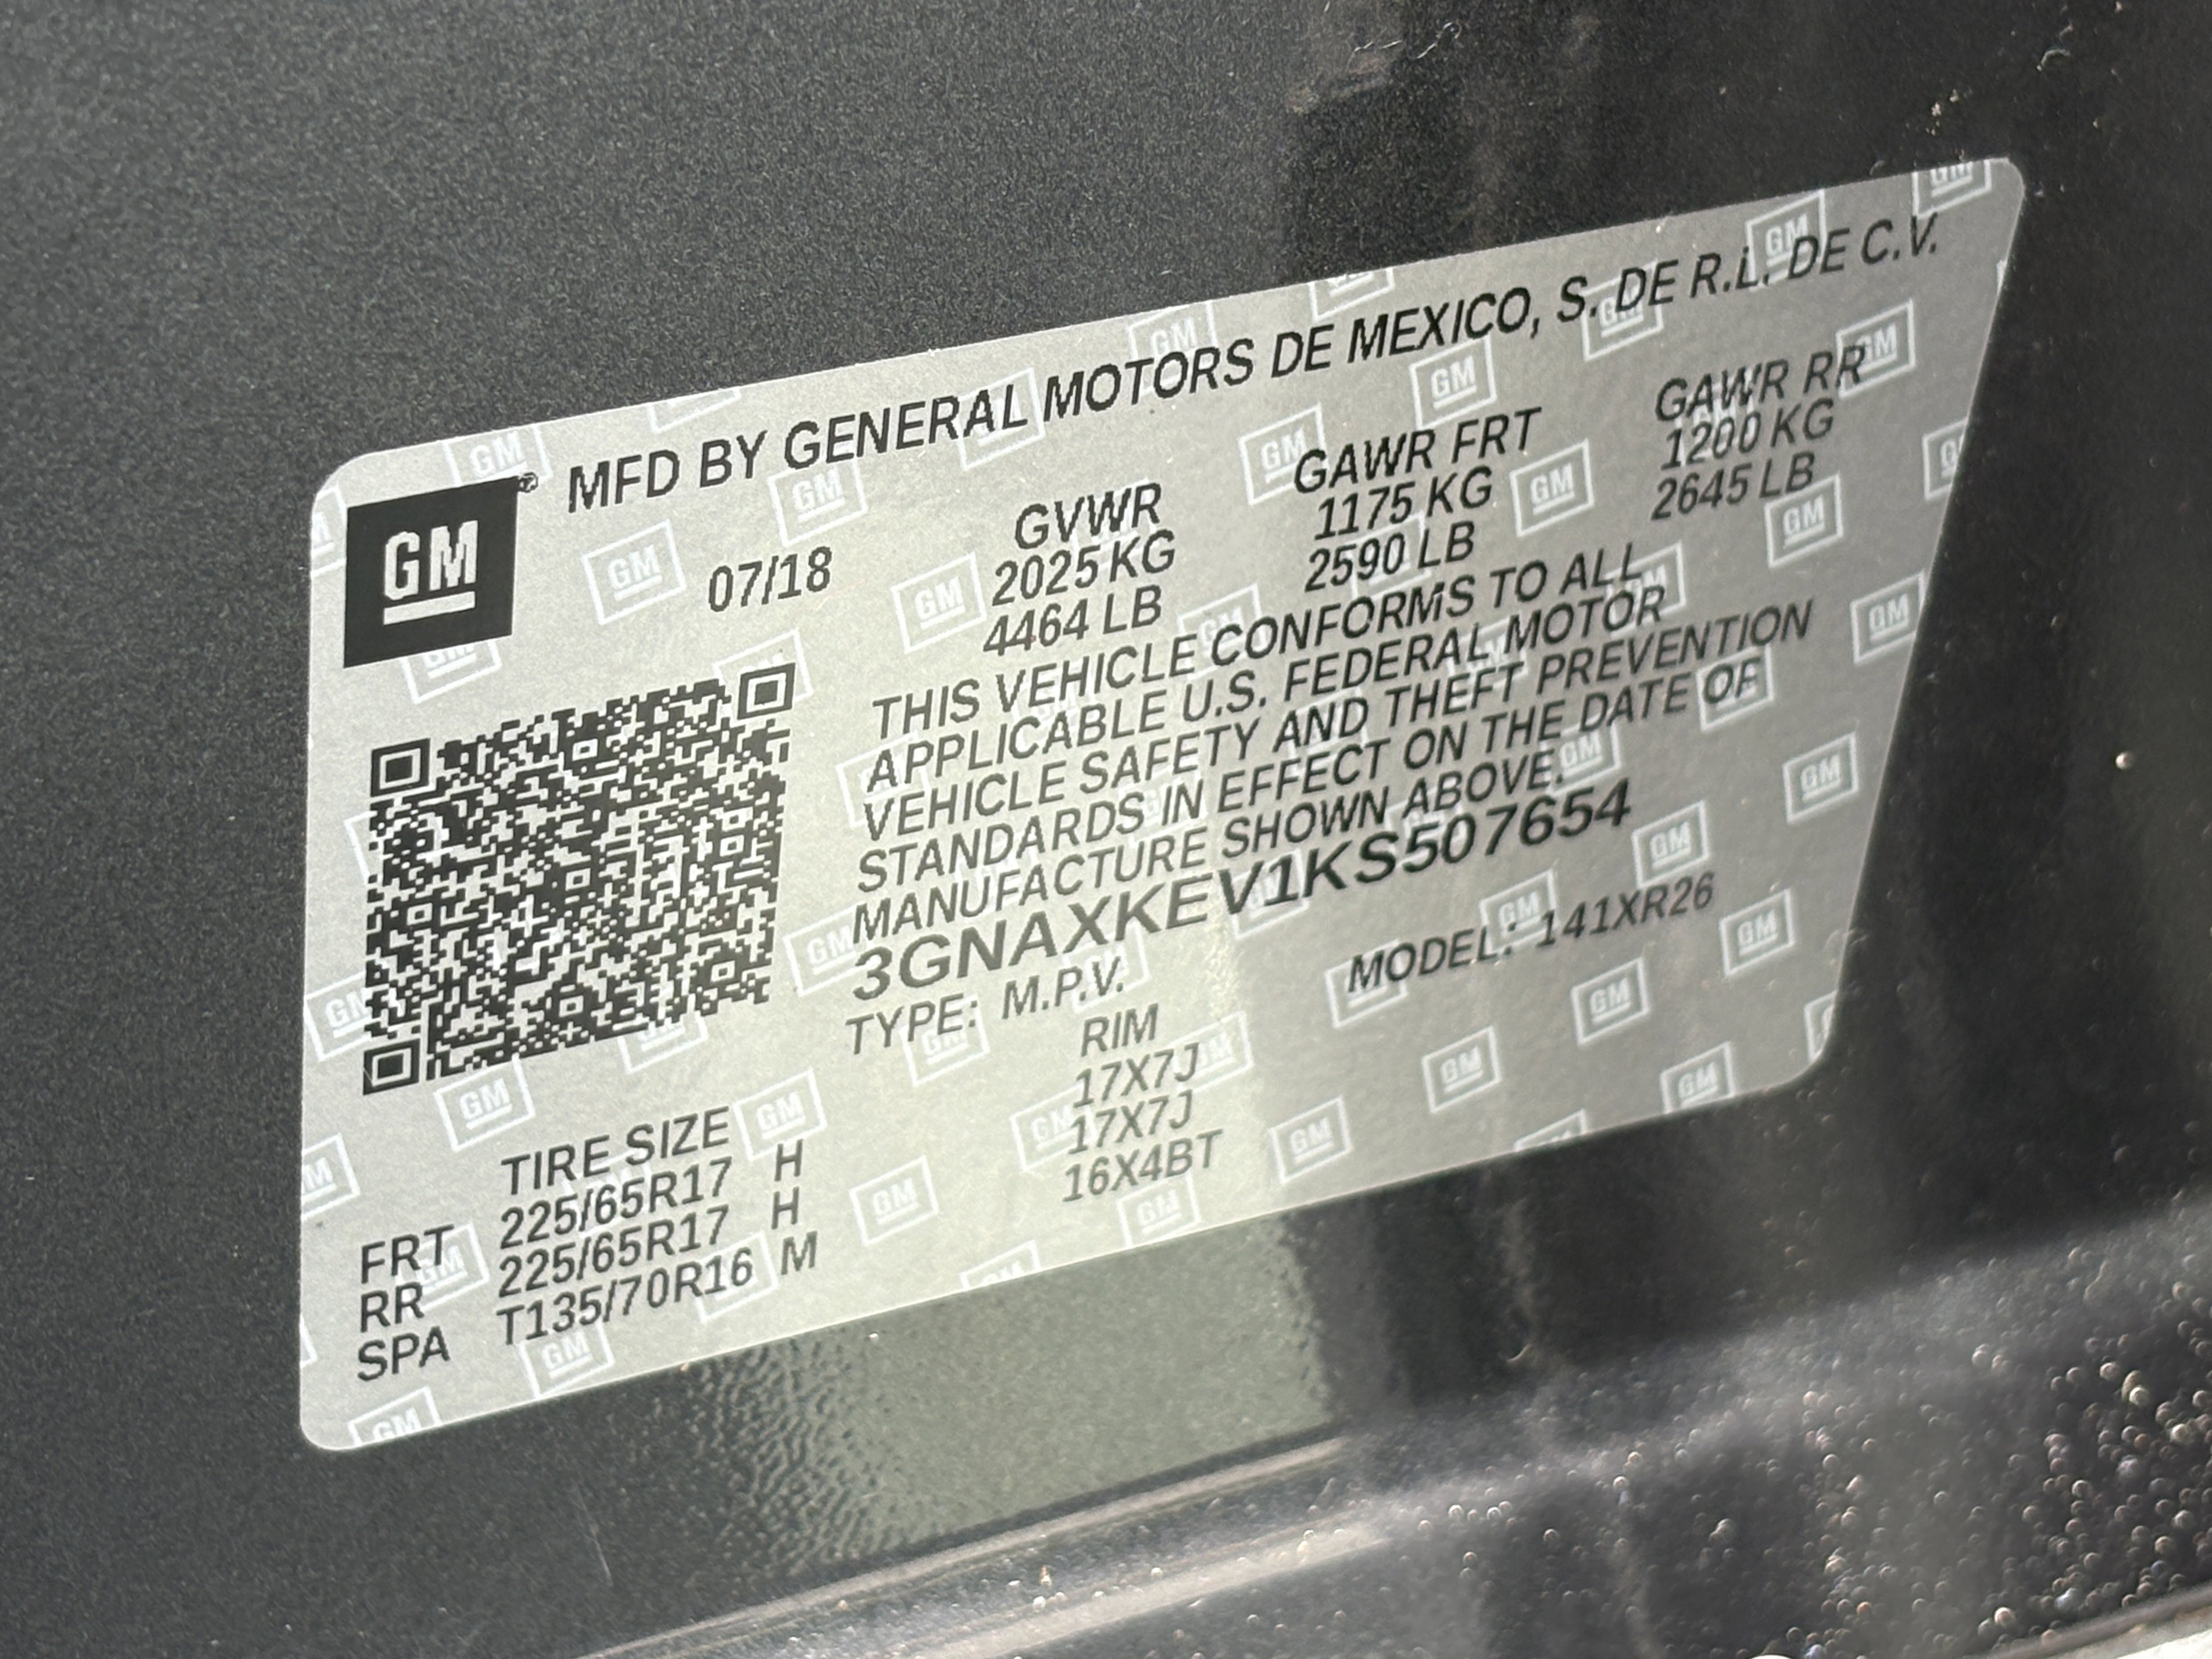 GM® MFD BY GENERAL MOTORS DE MEXICO, S. DE R.L. DE C.V.
07/18 GVWR GAWR FRT GAWR RR
2025 KG 1175 KG 1200 KG
4464 LB 2590 LB 2645 LB
THIS VEHICLE CONFORMS TO ALL
APPLICABLE U.S. FEDERAL MOTOR
VEHICLE SAFETY AND THEFT PREVENTION
STANDARDS IN EFFECT ON THE DATE OF
MANUFACTURE SHOWN ABOVE.
3GNAXKEV1KS507654
TYPE: M.P.V. MODEL: 141XR26
TIRE SIZE RIM
FRT 225/65R17 H 17X7J
RR 225/65R17 H 17X7J
SPA T135/70R16 M 16X4BT